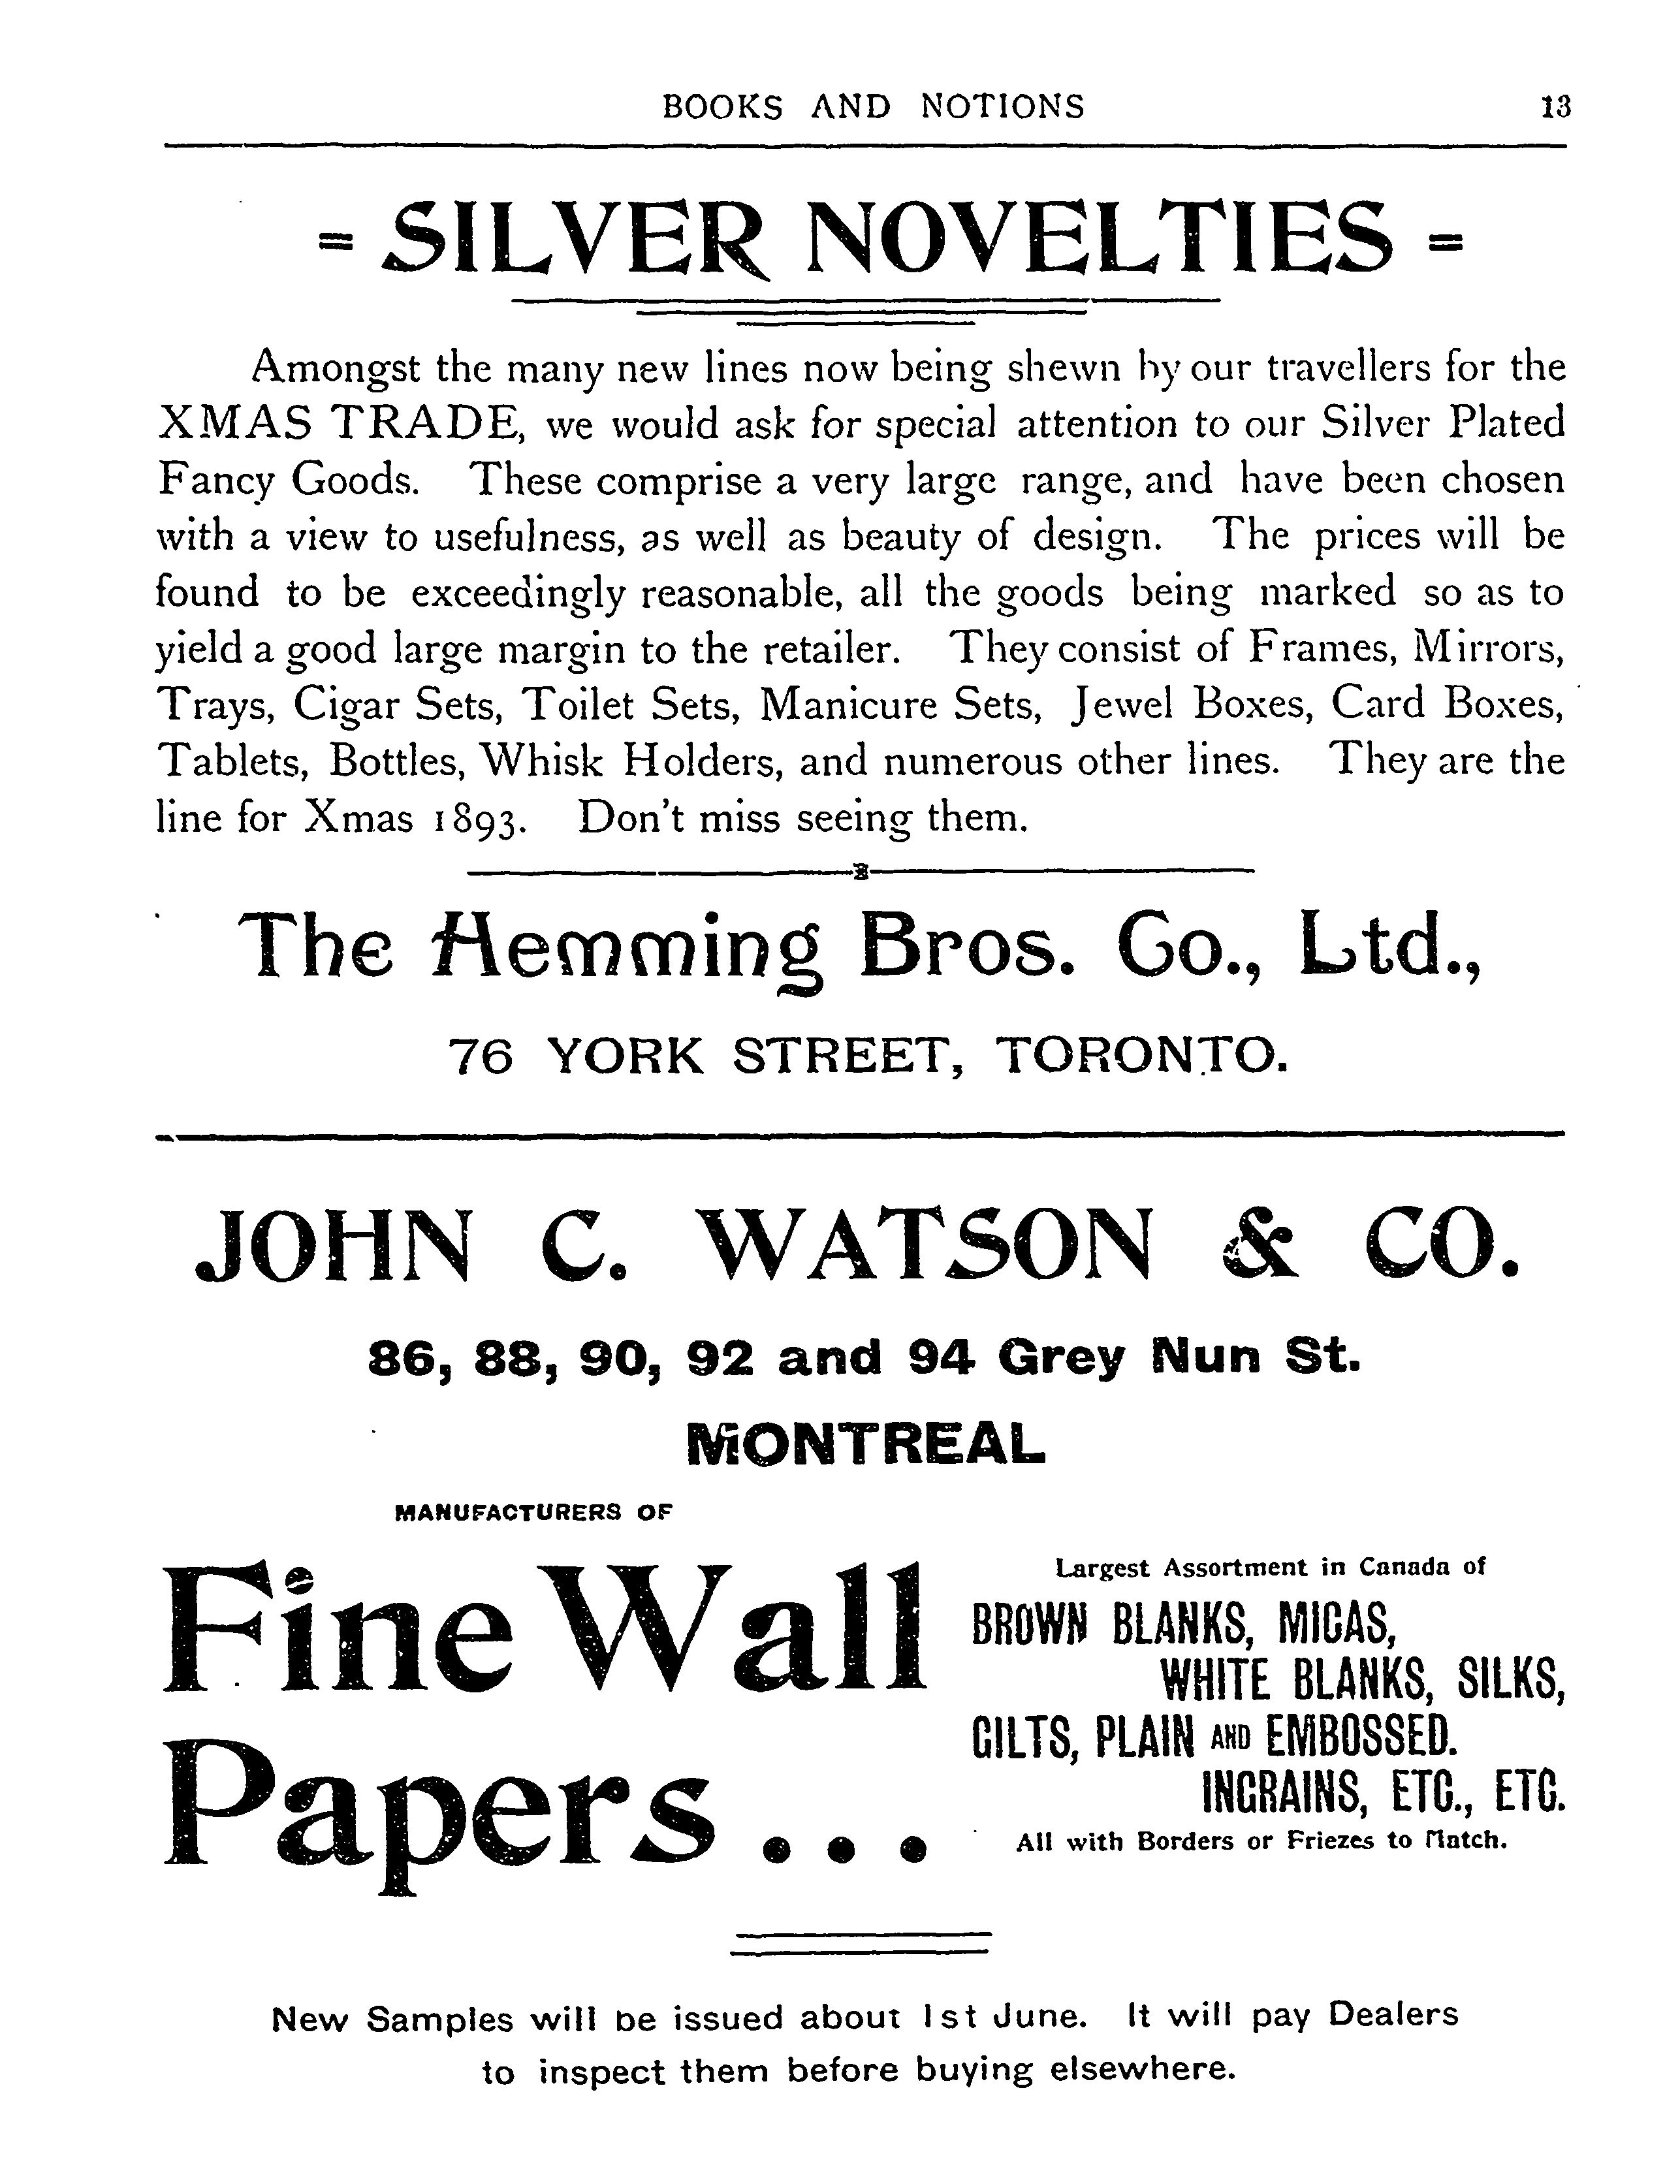 BOOKS AND NOTIONS 13
= SILVER NOVELTIES =
Amongst the many new lines now being shewn by our travellers for the
XMAS TRADE, we would ask for special attention to our Silver Plated
Fancy Goods. These comprise a very large range, and have been chosen
with a view to usefulness, as well as beauty of design. The prices will be
found to be exceedingly reasonable, all the goods being marked so as to
yield a good large margin to the retailer. They consist of Frames, Mirrors,
Trays, Cigar Sets, Toilet Sets, Manicure Sets, Jewel Boxes, Card Boxes,
Tablets, Bottles, Whisk Holders, and numerous other lines. They are the
line for Xmas 1893. Don't miss seeing them.
The Hemming Bros. Co., Ltd.,
76 YORK STREET, TORONTO.
JOHN C. WATSON & CO.
86, 88, 90, 92 and 94 Grey Nun St.
MONTREAL
MANUFACTURERS OF
Fine Wall
Papers...
Largest Assortment in Canada of
BROWN BLANKS, MICAS,
WHITE BLANKS, SILKS,
GILTS, PLAIN AND EMBOSSED.
INGRAINS, ETC., ETC.
All with Borders or Friezes to Match.
New Samples will be issued about 1st June. It will pay Dealers
to inspect them before buying elsewhere.